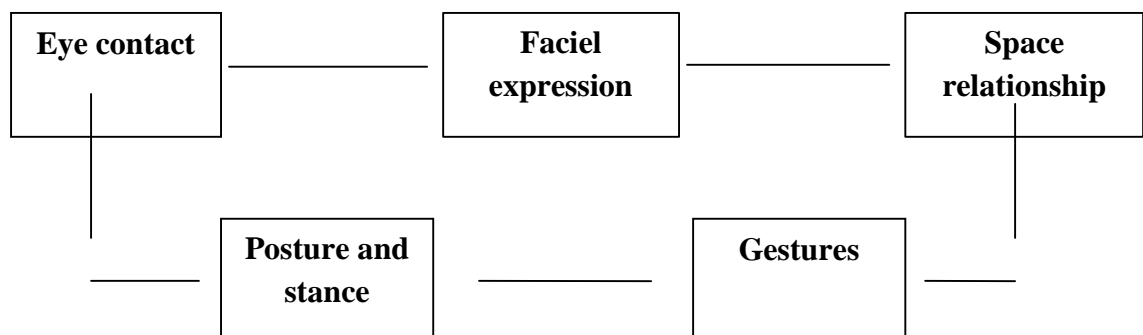 Eye contact
Faciel
expression
Space
relationship
Posture and
stance
Gestures